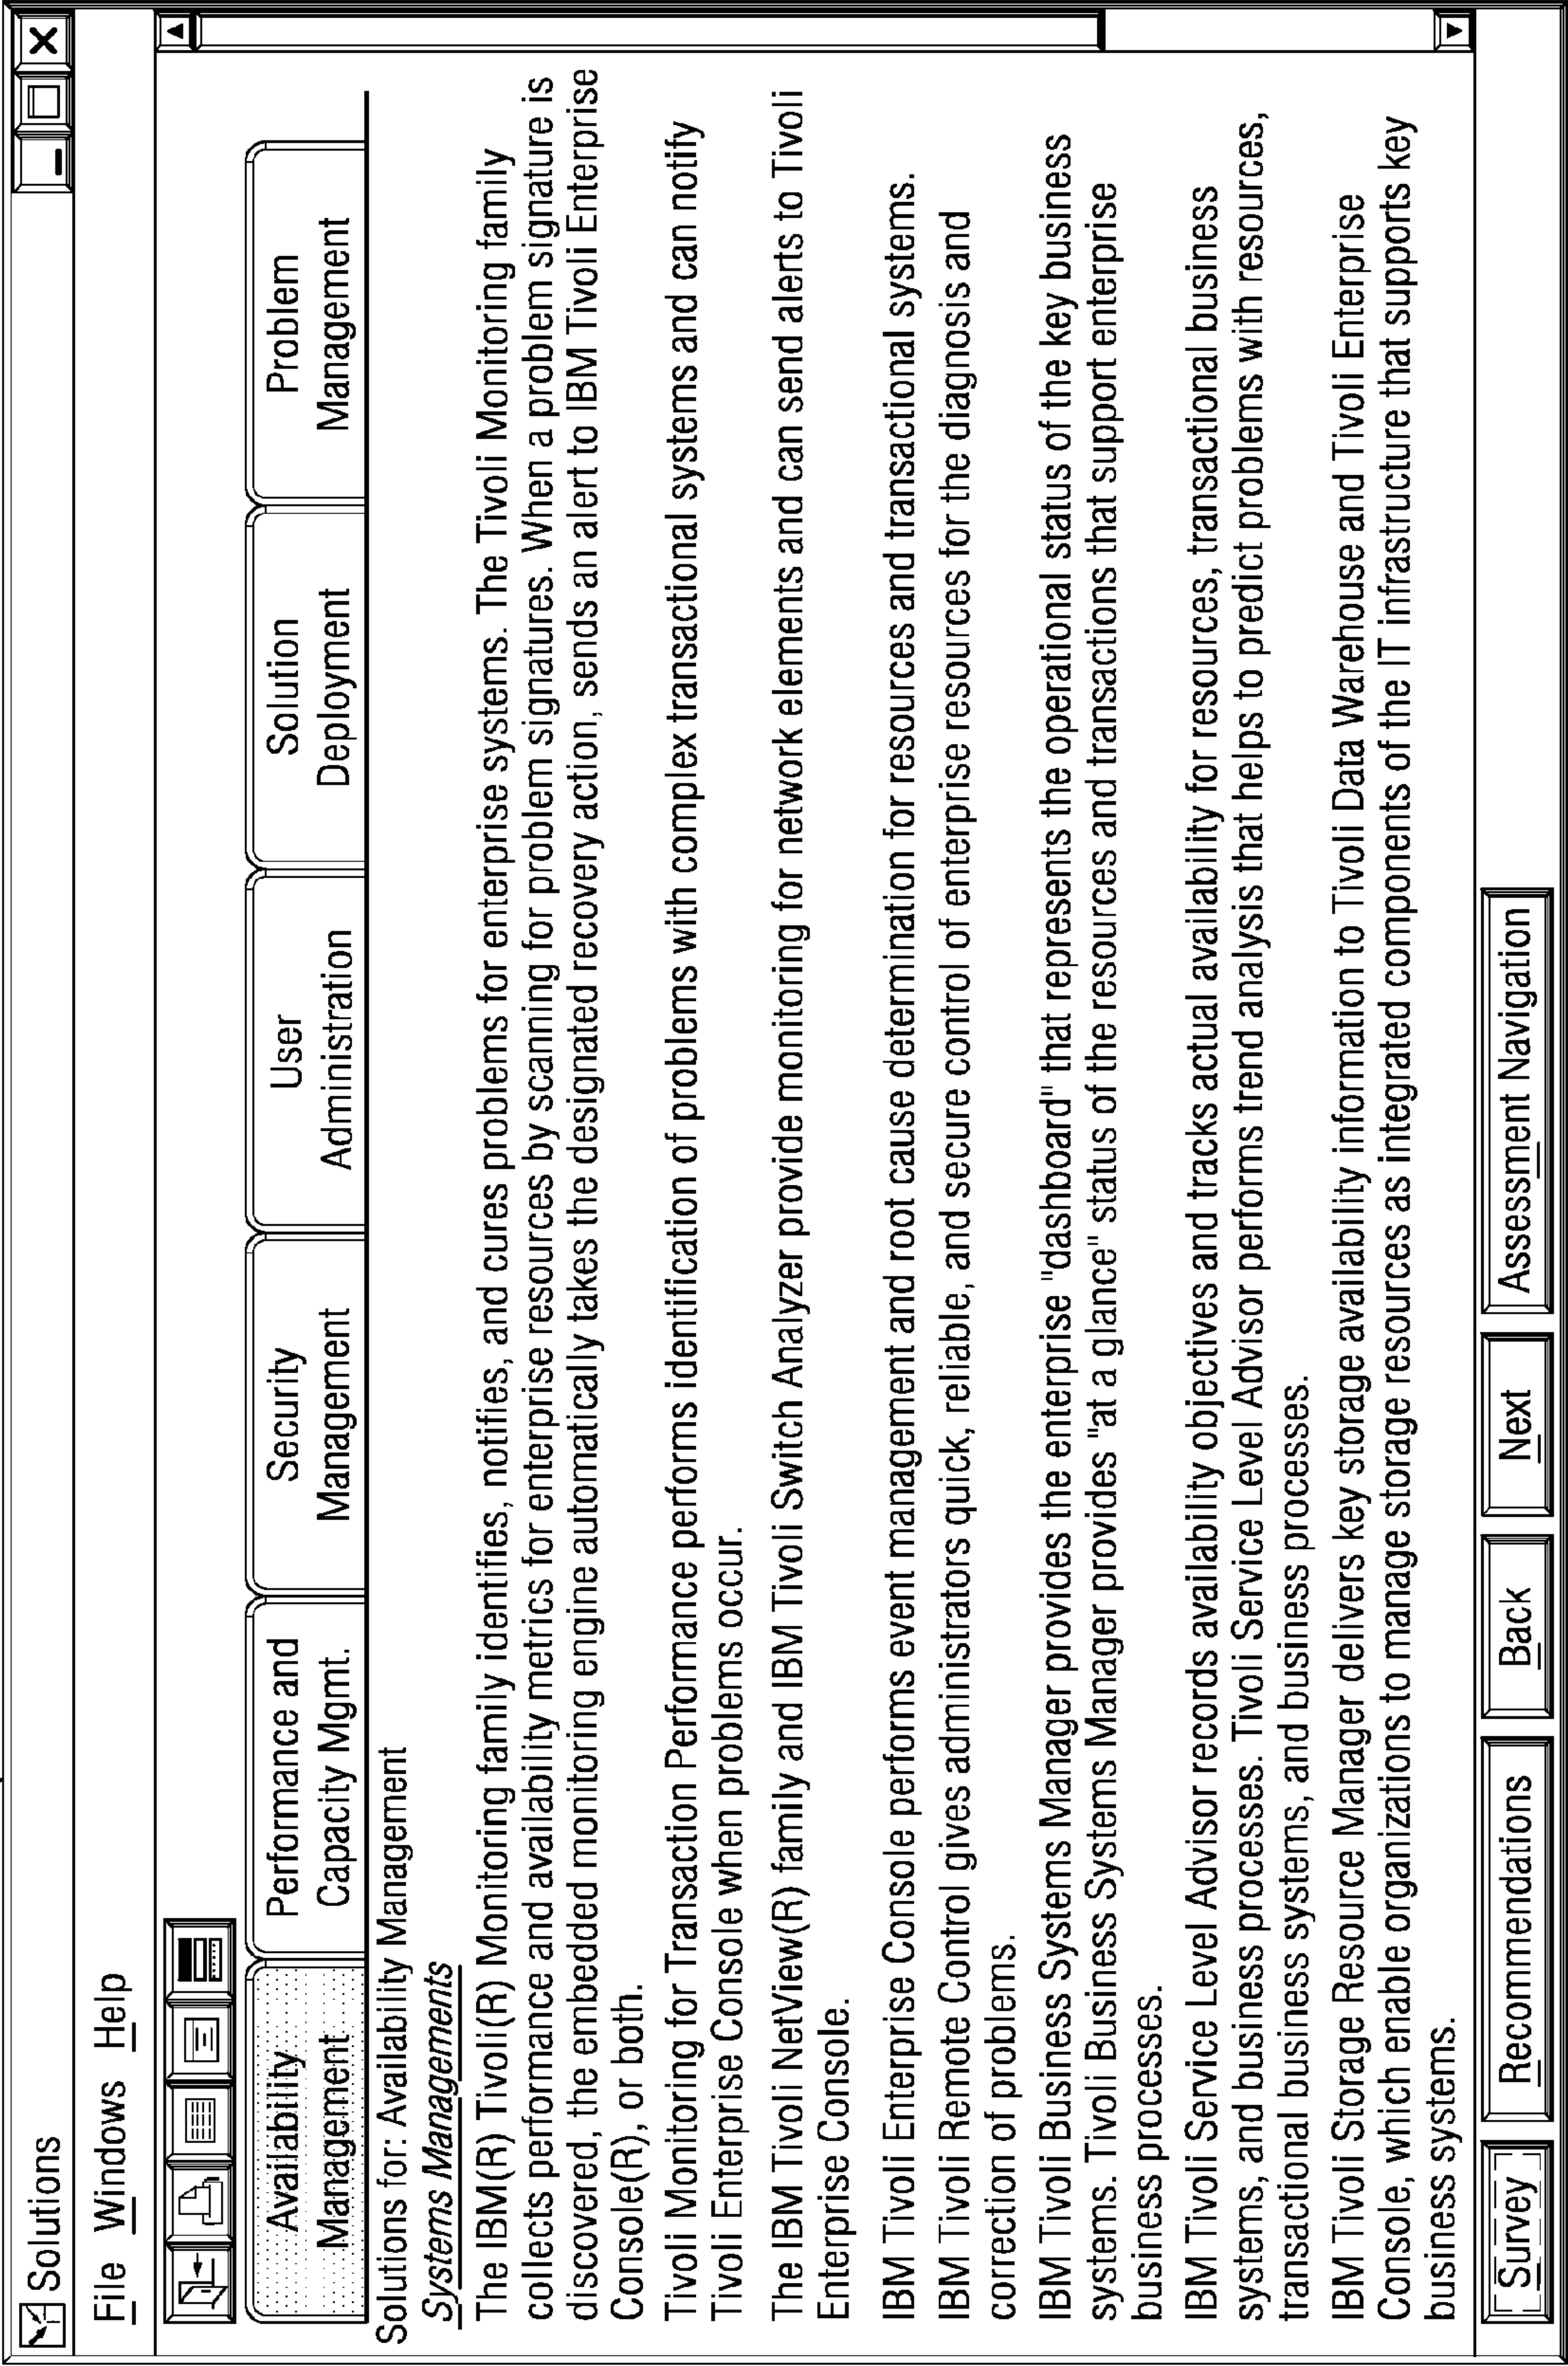 Solutions
File Windows Help
Availability Management
Performance and Capacity Mgmt.
Security Management
User Administration
Solution Deployment
Problem Management
Solutions for: Availability Management
Systems Managements
The IBM(R) Tivoli(R) Monitoring family identifies, notifies, and cures problems for enterprise systems. The Tivoli Monitoring family
collects performance and availability metrics for enterprise resources by scanning for problem signatures. When a problem signature is
discovered, the embedded monitoring engine automatically takes the designated recovery action, sends an alert to IBM Tivoli Enterprise
Console(R), or both.
Tivoli Monitoring for Transaction Performance performs identification of problems with complex transactional systems and can notify
Tivoli Enterprise Console when problems occur.
The IBM Tivoli NetView(R) family and IBM Tivoli Switch Analyzer provide monitoring for network elements and can send alerts to Tivoli
Enterprise Console.
IBM Tivoli Enterprise Console performs event management and root cause determination for resources and transactional systems.
IBM Tivoli Remote Control gives administrators quick, reliable, and secure control of enterprise resources for the diagnosis and
correction of problems.
IBM Tivoli Business Systems Manager provides the enterprise "dashboard" that represents the operational status of the key business
systems. Tivoli Business Systems Manager provides "at a glance" status of the resources and transactions that support enterprise
business processes.
IBM Tivoli Service Level Advisor records availability objectives and tracks actual availability for resources, transactional business
systems, and business processes. Tivoli Service Level Advisor performs trend analysis that helps to predict problems with resources,
transactional business systems, and business processes.
IBM Tivoli Storage Resource Manager delivers key storage availability information to Tivoli Data Warehouse and Tivoli Enterprise
Console, which enable organizations to manage storage resources as integrated components of the IT infrastructure that supports key
business systems.
Survey Recommendations Back Next Assessment Navigation